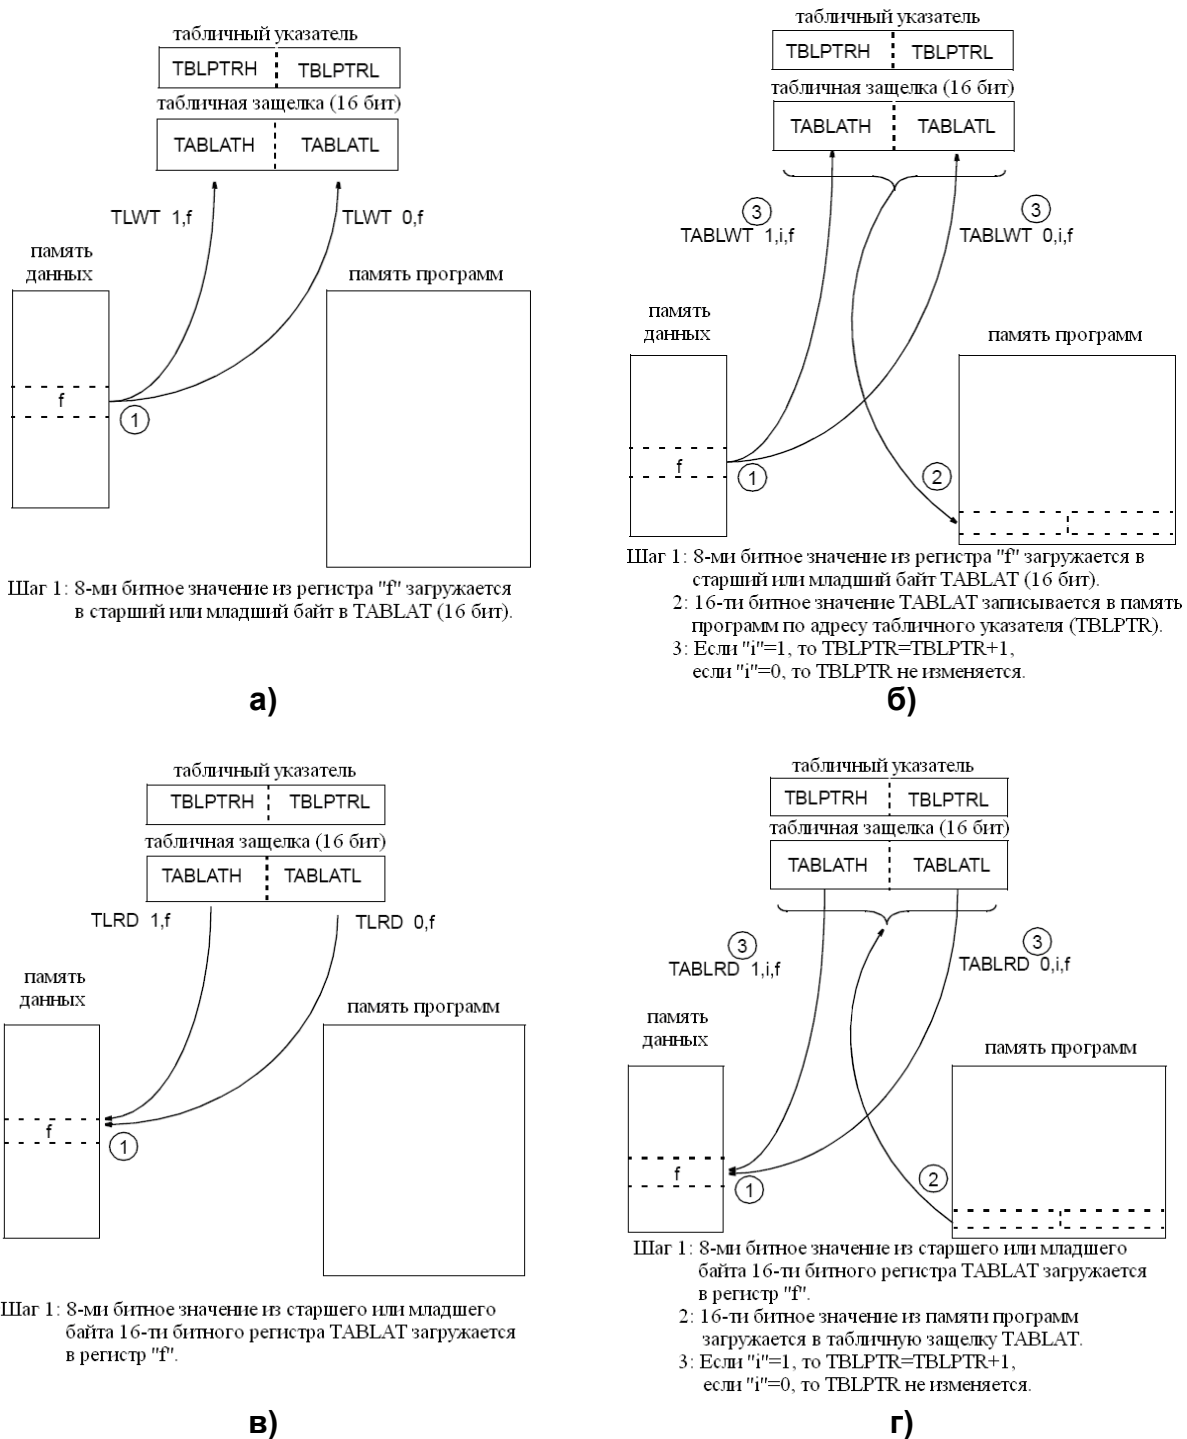 табличный указатель
TBLPTRH TBLPTRL
табличная защелка (16 бит)
TABLATH TABLATL
TLWT 1,f TLWT 0,f
память
данных
память программ
f
1
Шаг 1: 8-ми битное значение из регистра "f" загружается
в старший или младший байт в TABLAT (16 бит).
а)
табличный указатель
TBLPTRH TBLPTRL
табличная защелка (16 бит)
TABLATH TABLATL
3 3
TABLWT 1,i,f TABLWT 0,i,f
память
данных
память программ
f
1
2
Шаг 1: 8-ми битное значение из регистра "f" загружается в
старший или младший байт TABLAT (16 бит).
2: 16-ти битное значение TABLAT записывается в память
программ по адресу табличного указателя (TBLPTR).
3: Если "i"=1, то TBLPTR=TBLPTR+1,
если "i"=0, то TBLPTR не изменяется.
б)
табличный указатель
TBLPTRH TBLPTRL
табличная защелка (16 бит)
TABLATH TABLATL
TLRD 1,f TLRD 0,f
память
данных
память программ
f
1
Шаг 1: 8-ми битное значение из старшего или младшего
байта 16-ти битного регистра TABLAT загружается
в регистр "f".
в)
табличный указатель
TBLPTRH TBLPTRL
табличная защелка (16 бит)
TABLATH TABLATL
3 3
TABLRD 1,i,f TABLRD 0,i,f
память
данных
память программ
f
1
2
Шаг 1: 8-ми битное значение из старшего или младшего
байта 16-ти битного регистра TABLAT загружается
в регистр "f".
2: 16-ти битное значение из памяти программ
загружается в табличную защелку TABLAT.
3: Если "i"=1, то TBLPTR=TBLPTR+1,
если "i"=0, то TBLPTR не изменяется.
г)